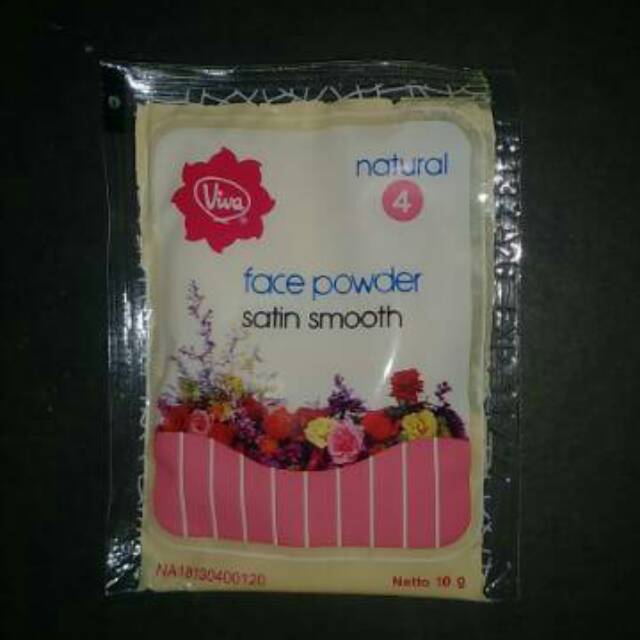 Viva
natural
4
face powder
satin smooth
NA18130400120
Netto 10 g